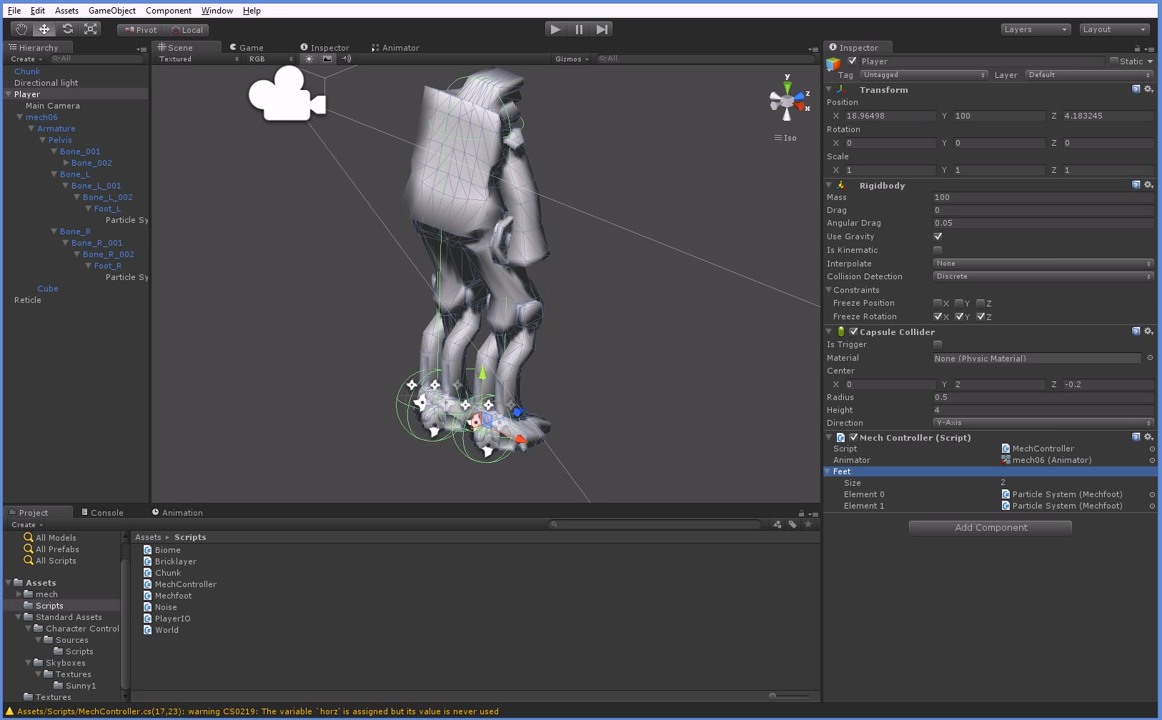 File Edit Assets GameObject Component Window Help
Pivot Local Layers Layout
Hierarchy
Create All
Chunk
Directional light
Player
Main Camera
mech06
Armature
Pelvis
Bone_001
Bone_002
Bone_L
Bone_L_001
Bone_L_002
Foot_L
Particle Sy
Bone_R
Bone_R_001
Bone_R_002
Foot_R
Particle Sy
Cube
Reticle
Scene Game Inspector Animator
Textured RGB Gizmos All
y
z
x
Iso
Inspector
Player Static
Tag Untagged Layer Default
Transform
Position
X 18.96498 Y 100 Z 4.183245
Rotation
X 0 Y 0 Z 0
Scale
X 1 Y 1 Z 1
Rigidbody
Mass 100
Drag 0
Angular Drag 0.05
Use Gravity
Is Kinematic
Interpolate None
Collision Detection Discrete
Constraints
Freeze Position X Y Z
Freeze Rotation X Y Z
Capsule Collider
Is Trigger
Material None (Physic Material)
Center
X 0 Y 2 Z -0.2
Radius 0.5
Height 4
Direction Y-Axis
Mech Controller (Script)
Script MechController
Animator mech06 (Animator)
Feet
Size 2
Element 0 Particle System (Mechfoot)
Element 1 Particle System (Mechfoot)
Add Component
Project Console Animation
Create
All Models
All Prefabs
All Scripts
Assets
mech
Scripts
Standard Assets
Character Control
Sources
Scripts
Skyboxes
Textures
Sunny1
Textures
Assets ▸ Scripts
Biome
Bricklayer
Chunk
MechController
Mechfoot
Noise
PlayerIO
World
Assets/Scripts/MechController.cs(17,23): warning CS0219: The variable `horz' is assigned but its value is never used